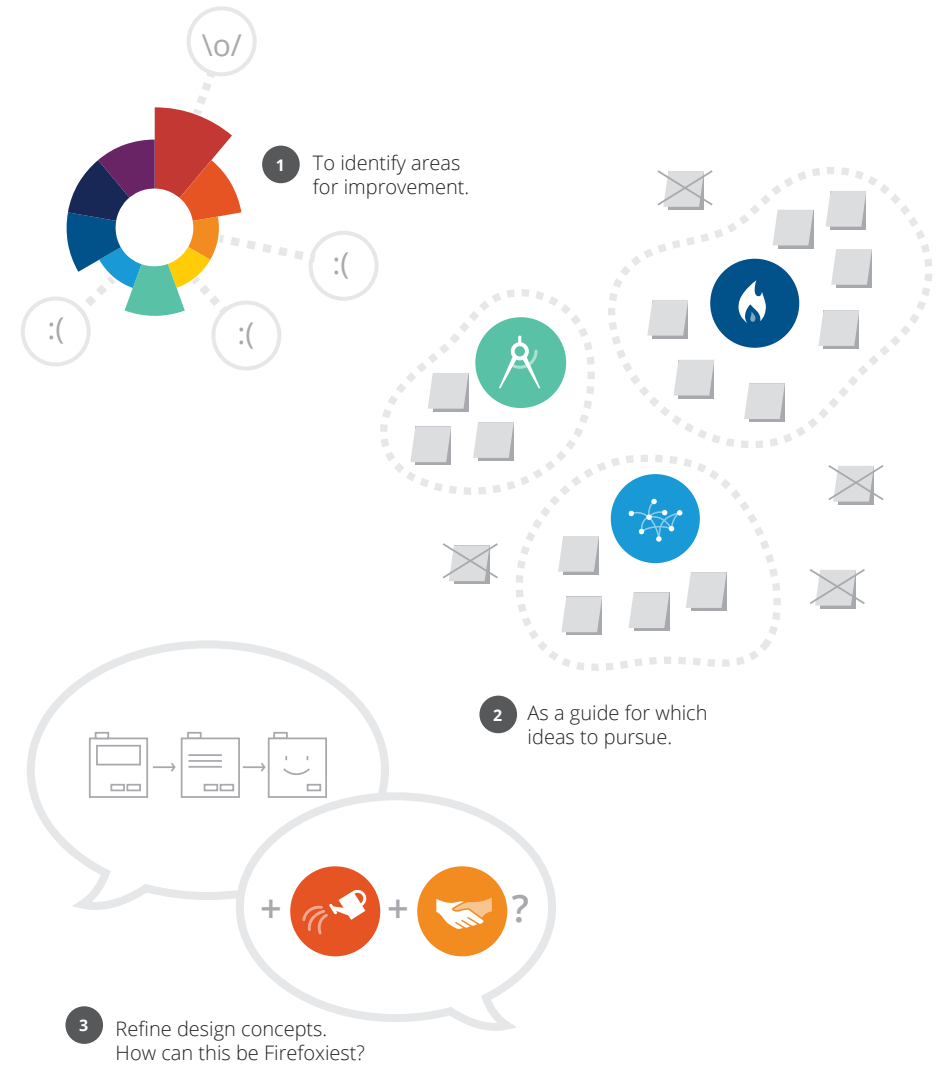 \o/
1
To identify areas
for improvement.
:(
:(
:(
2
As a guide for which
ideas to pursue.
+ + ?
3
Refine design concepts.
How can this be Firefoxiest?